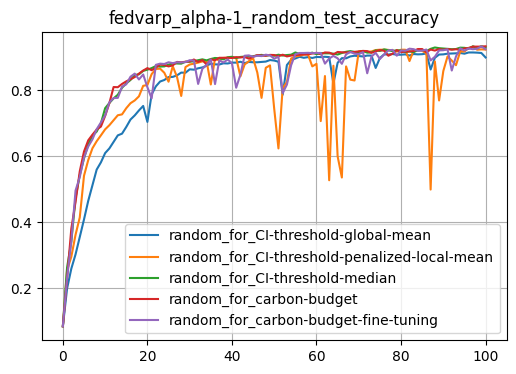 fedvarp_alpha-1_random_test_accuracy
0.8
0.6
0.4
0.2
random_for_CI-threshold-global-mean
random_for_CI-threshold-penalized-local-mean
random_for_CI-threshold-median
random_for_carbon-budget
random_for_carbon-budget-fine-tuning
0 20 40 60 80 100